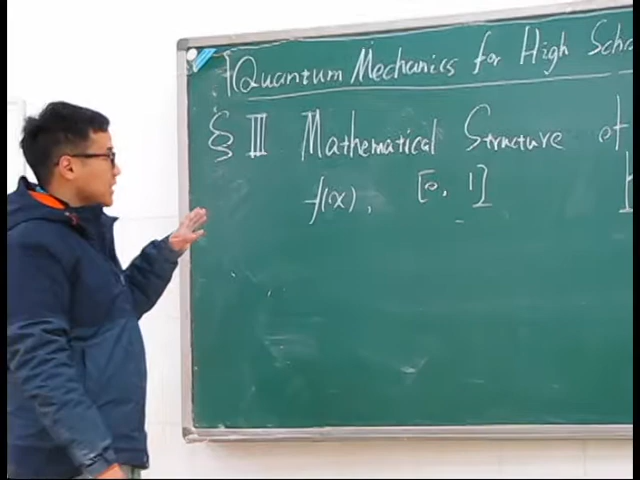 Quantum Mechanics for High
§ III Mathematical Structure of
f(x), [0, 1]